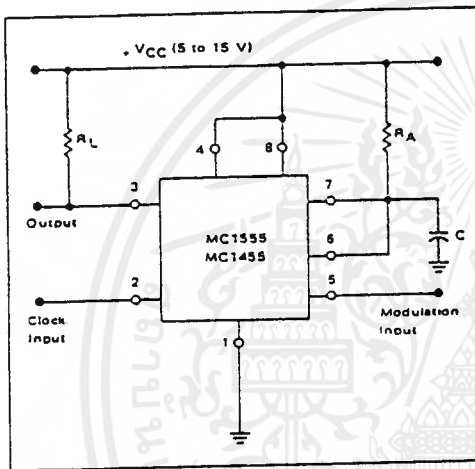 + VCC (5 to 15 V)
RL
RA
4
8
3
7
Output
MC1555
MC1455
6
C
2
5
Clock
Input
Modulation
Input
1